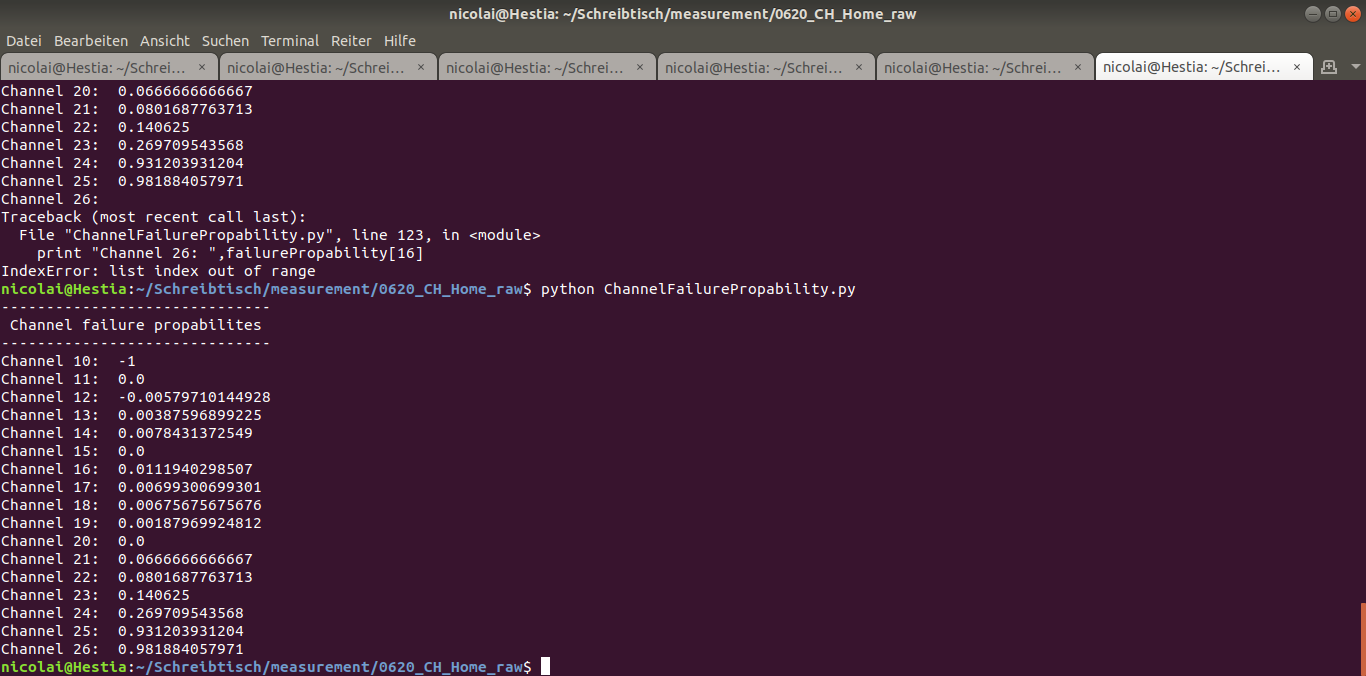 nicolai@Hestia: ~/Schreibtisch/measurement/0620_CH_Home_raw
Datei Bearbeiten Ansicht Suchen Terminal Reiter Hilfe
nicolai@Hestia: ~/Schrei… × nicolai@Hestia: ~/Schrei… × nicolai@Hestia: ~/Schrei… × nicolai@Hestia: ~/Schrei… × nicolai@Hestia: ~/Schrei… × nicolai@Hestia: ~/Schrei… ×
Channel 20:  0.0666666666667
Channel 21:  0.0801687763713
Channel 22:  0.140625
Channel 23:  0.269709543568
Channel 24:  0.931203931204
Channel 25:  0.981884057971
Channel 26:
Traceback (most recent call last):
  File "ChannelFailurePropability.py", line 123, in <module>
    print "Channel 26: ",failurePropability[16]
IndexError: list index out of range
nicolai@Hestia:~/Schreibtisch/measurement/0620_CH_Home_raw$ python ChannelFailurePropability.py
------------------------------
 Channel failure propabilites
------------------------------
Channel 10:  -1
Channel 11:  0.0
Channel 12:  -0.00579710144928
Channel 13:  0.00387596899225
Channel 14:  0.0078431372549
Channel 15:  0.0
Channel 16:  0.0111940298507
Channel 17:  0.00699300699301
Channel 18:  0.00675675675676
Channel 19:  0.00187969924812
Channel 20:  0.0
Channel 21:  0.0666666666667
Channel 22:  0.0801687763713
Channel 23:  0.140625
Channel 24:  0.269709543568
Channel 25:  0.931203931204
Channel 26:  0.981884057971
nicolai@Hestia:~/Schreibtisch/measurement/0620_CH_Home_raw$